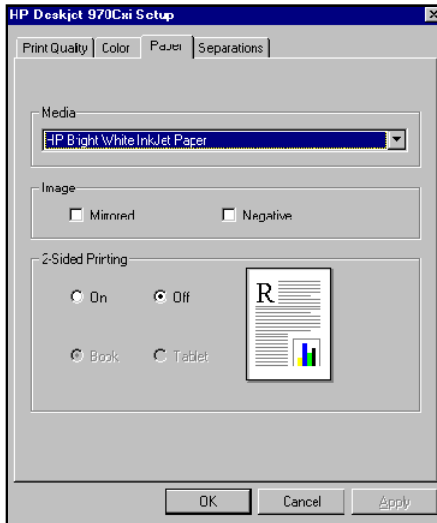 HP Deskjet 970Cxi Setup
Print Quality Color Paper Separations
Media
HP Bright White InkJet Paper
Image
Mirrored Negative
2-Sided Printing
On Off
R
Book Tablet
OK Cancel Apply